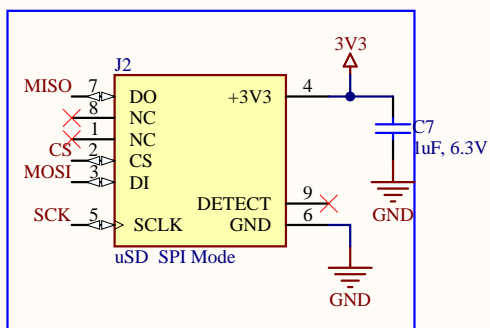 J2
3V3
MISO 7 DO +3V3 4
8 NC
1 NC
CS 2 CS
MOSI 3 DI
C7
1uF, 6.3V
DETECT 9
GND 6
SCK 5 SCLK
GND
uSD SPI Mode
GND